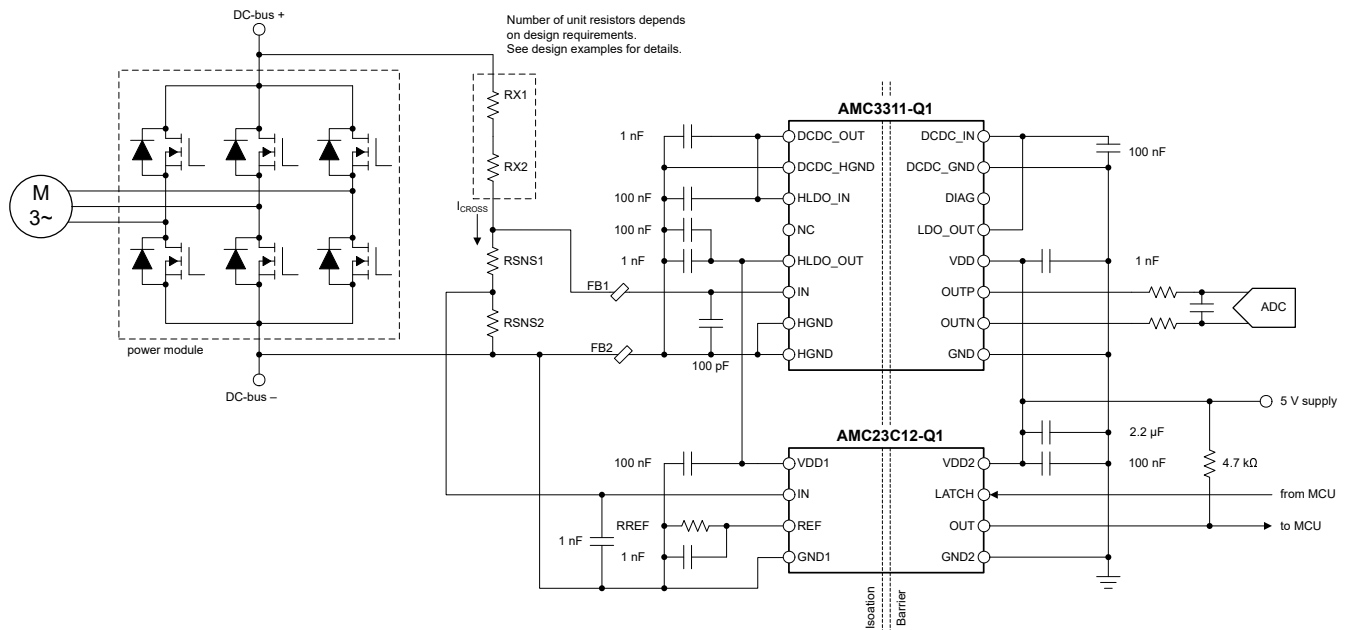 DC-bus +
Number of unit resistors depends
on design requirements.
See design examples for details.
RX1
RX2
I_CROSS
RSNS1
RSNS2
M
3~
power module
DC-bus –
FB1
FB2
1 nF
100 nF
100 nF
1 nF
100 pF
AMC3311-Q1
DCDC_OUT
DCDC_HGND
HLDO_IN
NC
HLDO_OUT
IN
HGND
HGND
DCDC_IN
DCDC_GND
DIAG
LDO_OUT
VDD
OUTP
OUTN
GND
100 nF
1 nF
ADC
5 V supply
2.2 µF
100 nF
4.7 kΩ
AMC23C12-Q1
100 nF
RREF
1 nF
1 nF
VDD1
IN
REF
GND1
VDD2
LATCH
OUT
GND2
from MCU
to MCU
Isoation
Barrier